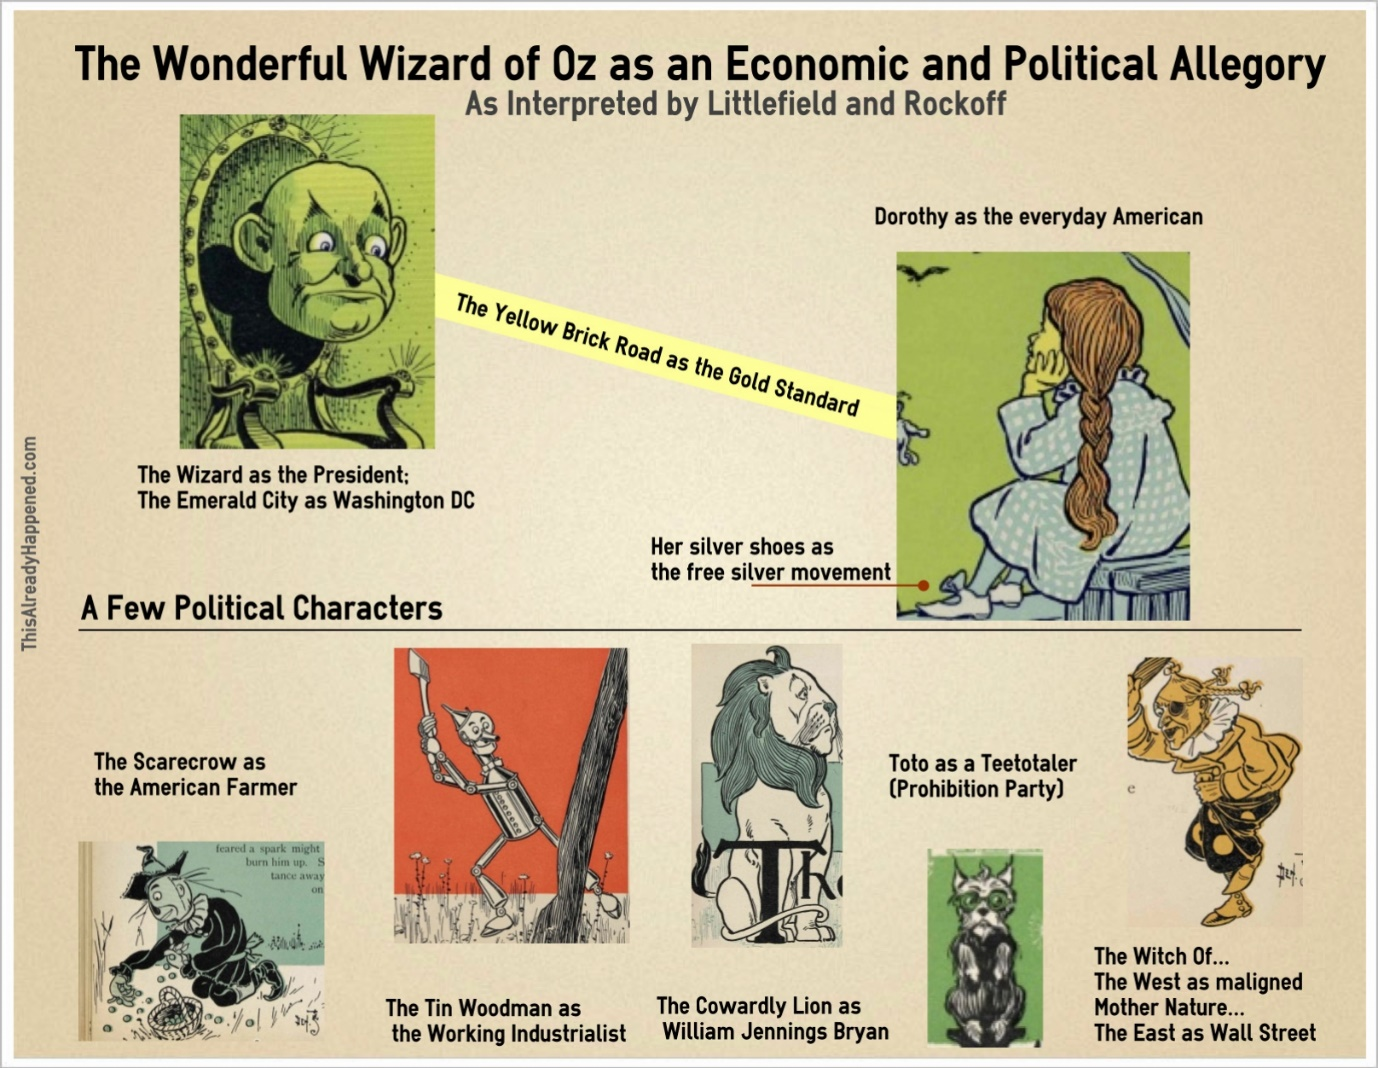 The Wonderful Wizard of Oz as an Economic and Political Allegory
As Interpreted by Littlefield and Rockoff
Dorothy as the everyday American
The Yellow Brick Road as the Gold Standard
The Wizard as the President;
The Emerald City as Washington DC
Her silver shoes as
the free silver movement
ThisAlreadyHappened.com
A Few Political Characters
The Scarecrow as
the American Farmer
feared a spark might
burn him up. S
tance away
on
The Tin Woodman as
the Working Industrialist
Th
The Cowardly Lion as
William Jennings Bryan
Toto as a Teetotaler
(Prohibition Party)
e
The Witch Of...
The West as maligned
Mother Nature...
The East as Wall Street